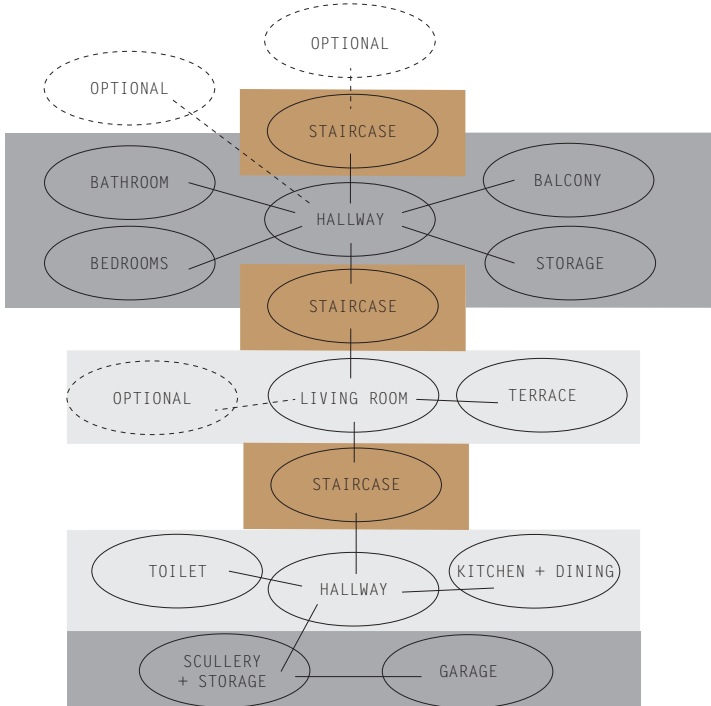 OPTIONAL
OPTIONAL
STAIRCASE
BATHROOM
BALCONY
HALLWAY
BEDROOMS
STORAGE
STAIRCASE
OPTIONAL
LIVING ROOM
TERRACE
STAIRCASE
TOILET
KITCHEN + DINING
HALLWAY
SCULLERY
+ STORAGE
GARAGE